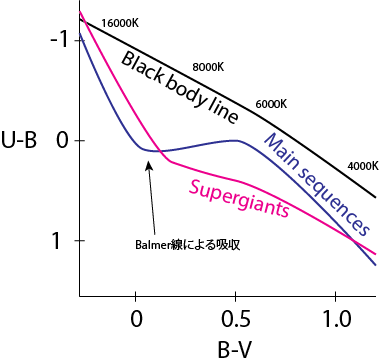 16000K
-1
8000K
Black body line
6000K
U-B
0
Main sequences
4000K
Supergiants
1
Balmer線による吸収
0
0.5
1.0
B-V